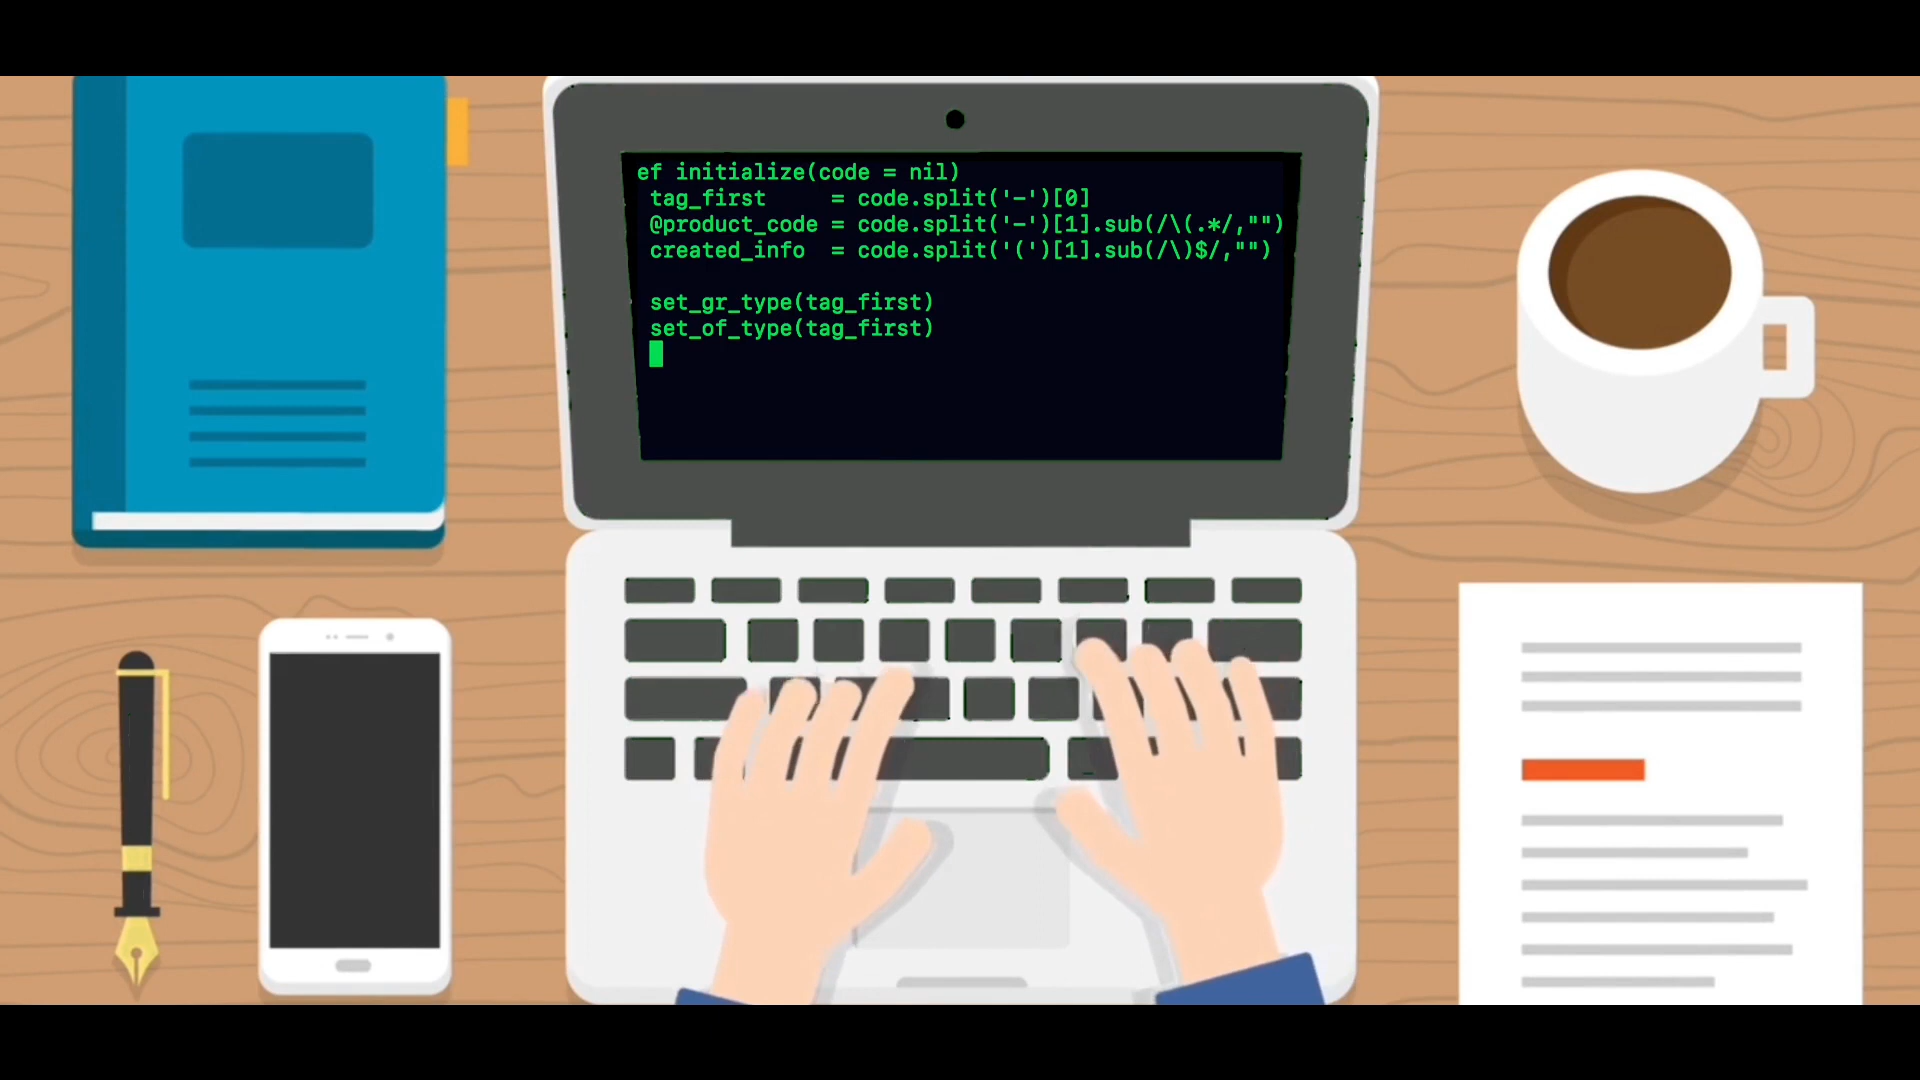 ef initialize(code = nil)
tag_first     = code.split('-')[0]
@product_code = code.split('-')[1].sub(/\(.*/,"")
created_info  = code.split('(')[1].sub(/\)$/,"")
set_gr_type(tag_first)
set_of_type(tag_first)